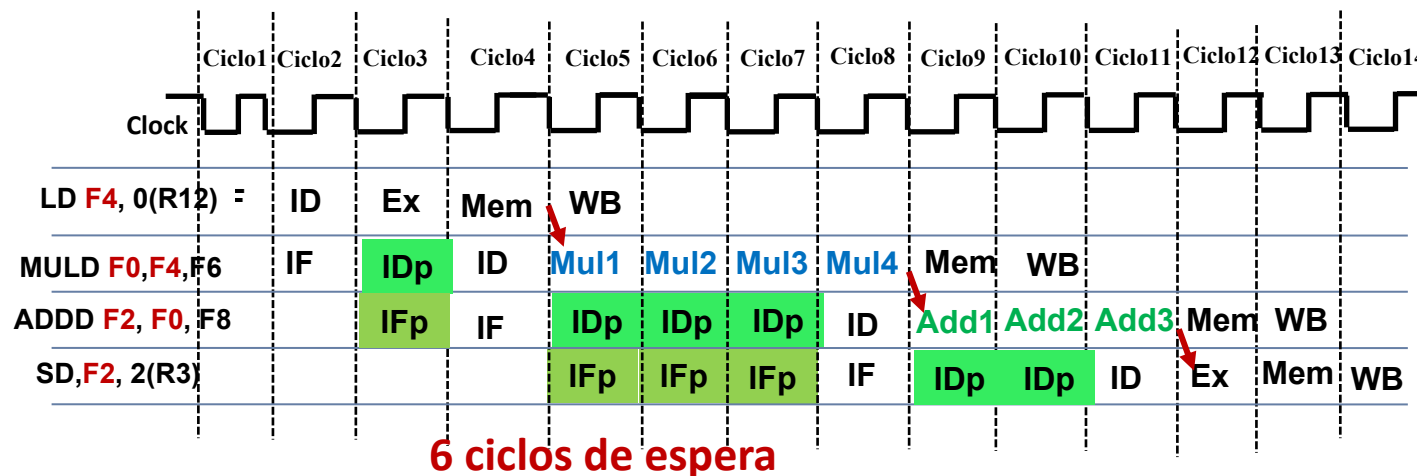 Ciclo1 Ciclo2 Ciclo3 Ciclo4 Ciclo5 Ciclo6 Ciclo7 Ciclo8 Ciclo9 Ciclo10 Ciclo11 Ciclo12 Ciclo13 Ciclo14
Clock
LD F4, 0(R12) F ID Ex Mem WB
MULD F0,F4,F6 IF IDp ID Mul1 Mul2 Mul3 Mul4 Mem WB
ADDD F2, F0, F8 IFp IF IDp IDp IDp ID Add1 Add2 Add3 Mem WB
SD,F2, 2(R3) IFp IFp IFp IF IDp IDp ID Ex Mem WB
6 ciclos de espera